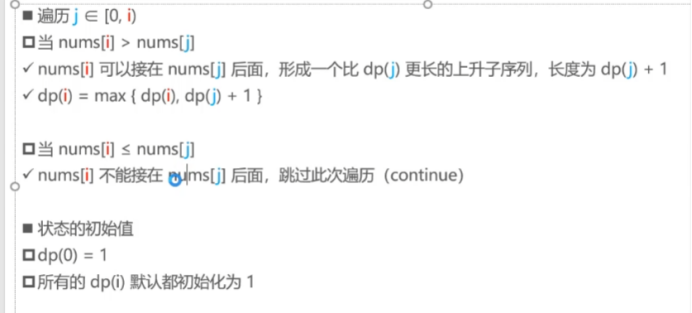 ■ 遍历 j ∈ [0, i)
当 nums[i] > nums[j]
✓ nums[i] 可以接在 nums[j] 后面，形成一个比 dp(j) 更长的上升子序列，长度为 dp(j) + 1
✓ dp(i) = max { dp(i), dp(j) + 1 }
当 nums[i] ≤ nums[j]
✓ nums[i] 不能接在 nums[j] 后面，跳过此次遍历（continue）
■ 状态的初始值
dp(0) = 1
所有的 dp(i) 默认都初始化为 1